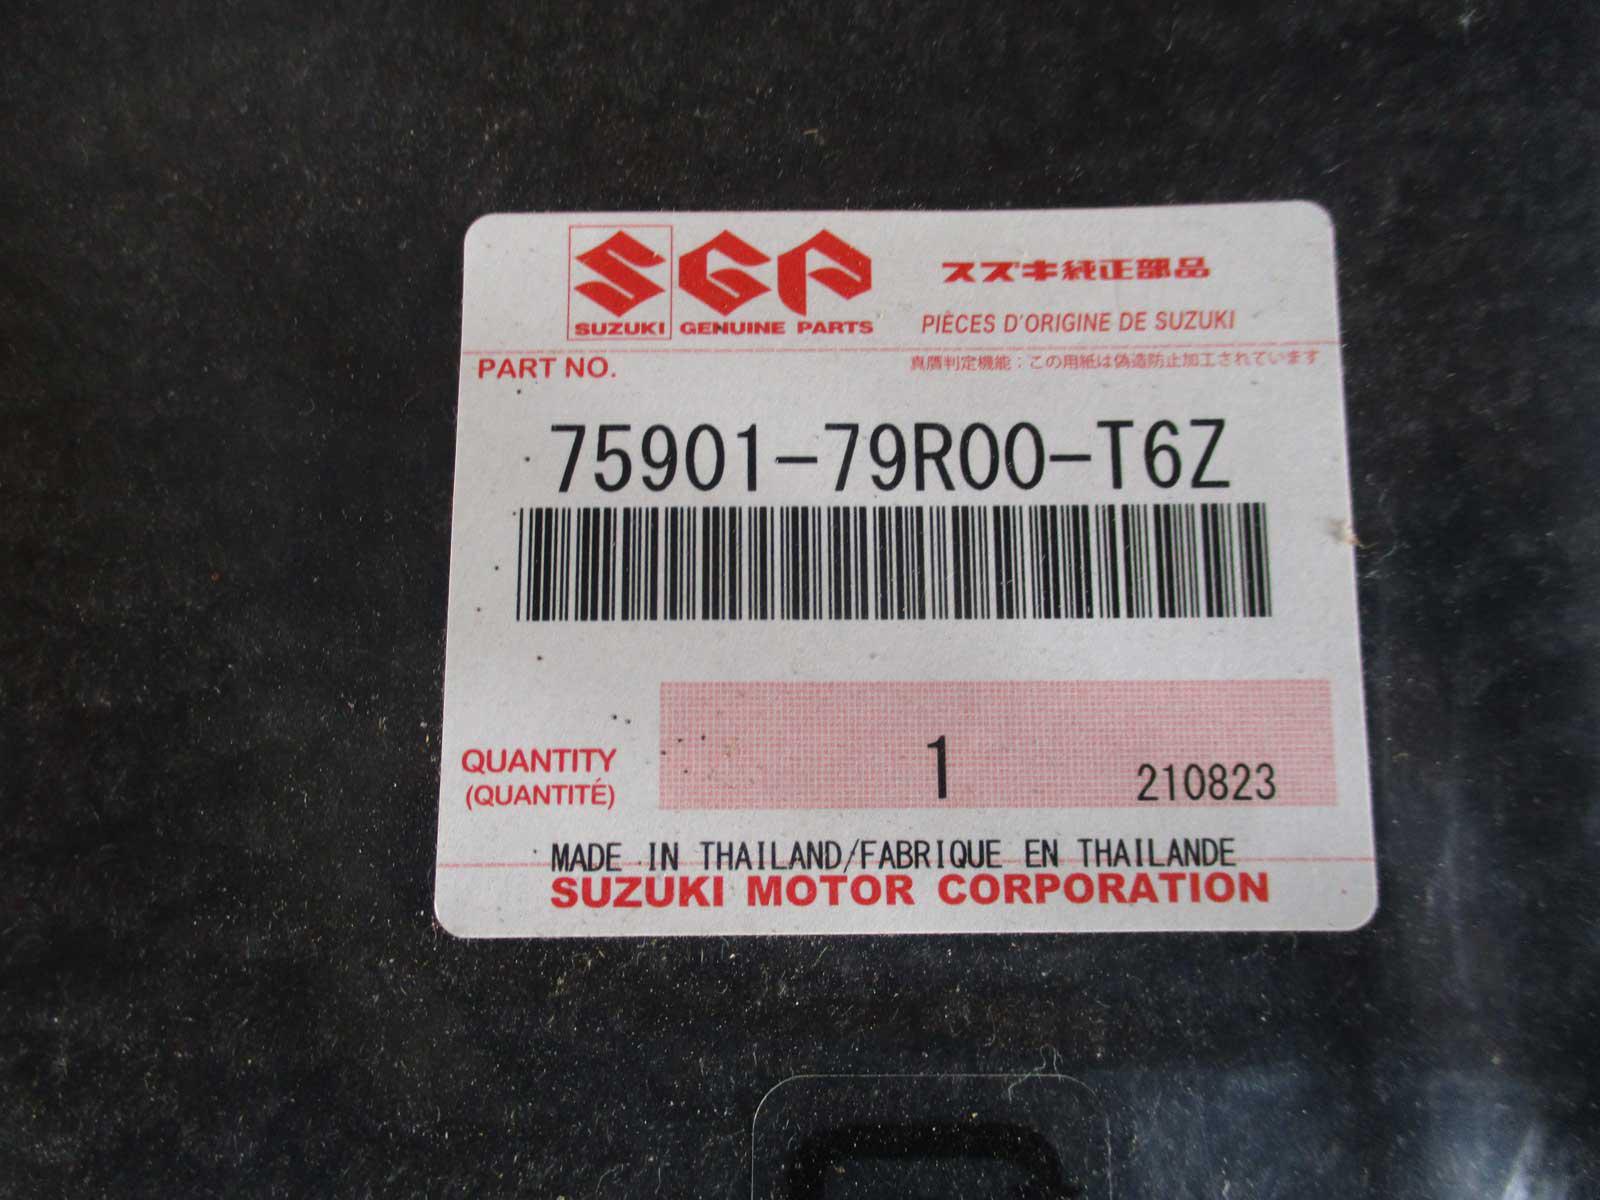 SGP スズキ純正部品
SUZUKI GENUINE PARTS PIÈCES D'ORIGINE DE SUZUKI
PART NO. 真贋判定機能：この用紙は偽造防止加工されています
75901-79R00-T6Z
QUANTITY
(QUANTITÉ) 1 210823
MADE IN THAILAND/FABRIQUE EN THAILANDE
SUZUKI MOTOR CORPORATION